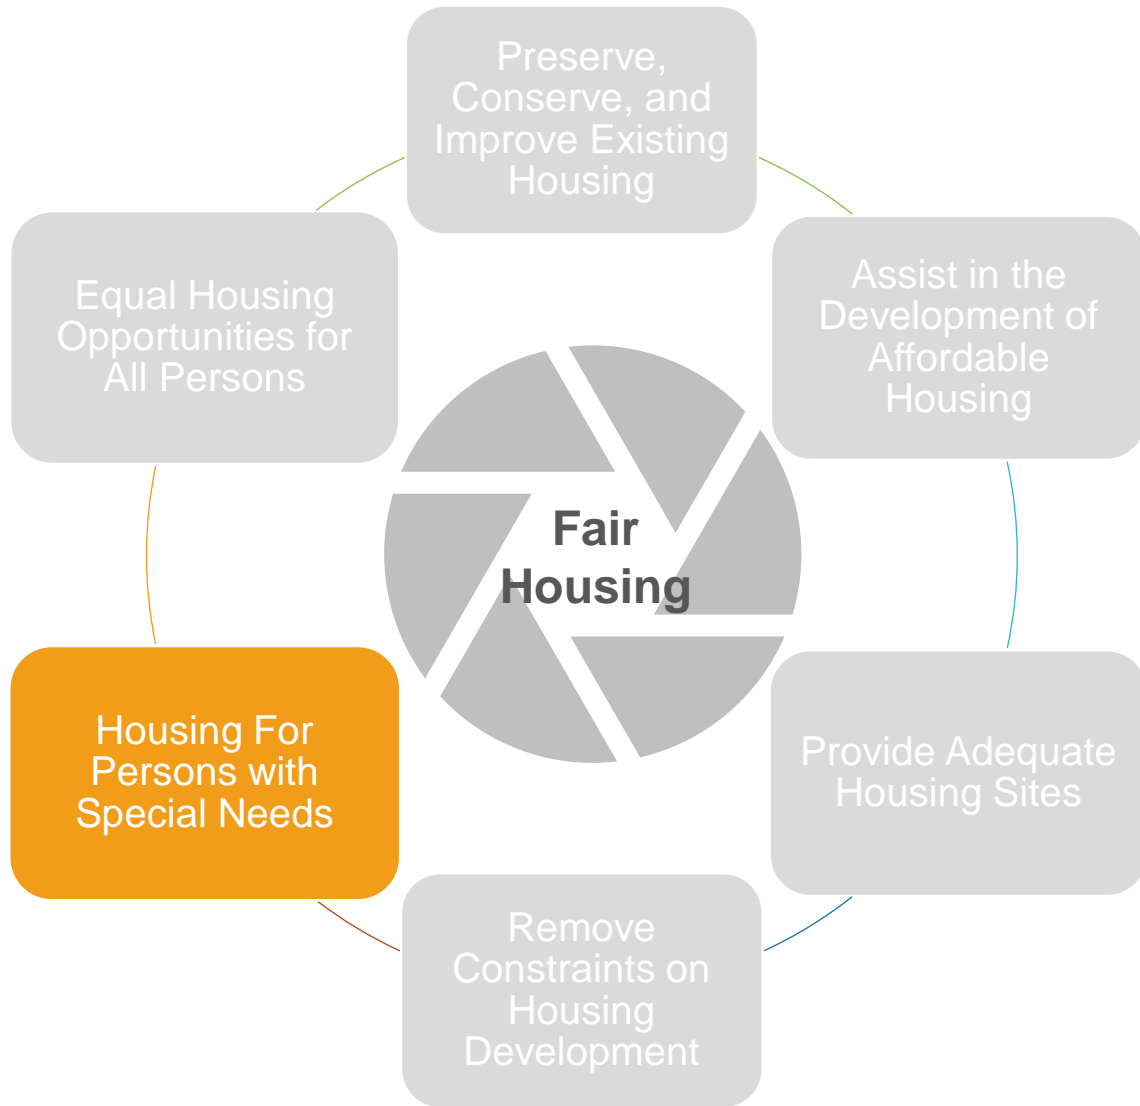 Preserve,
Conserve, and
Improve Existing
Housing
Assist in the
Development of
Affordable
Housing
Provide Adequate
Housing Sites
Remove
Constraints on
Housing
Development
Housing For
Persons with
Special Needs
Equal Housing
Opportunities for
All Persons
Fair
Housing